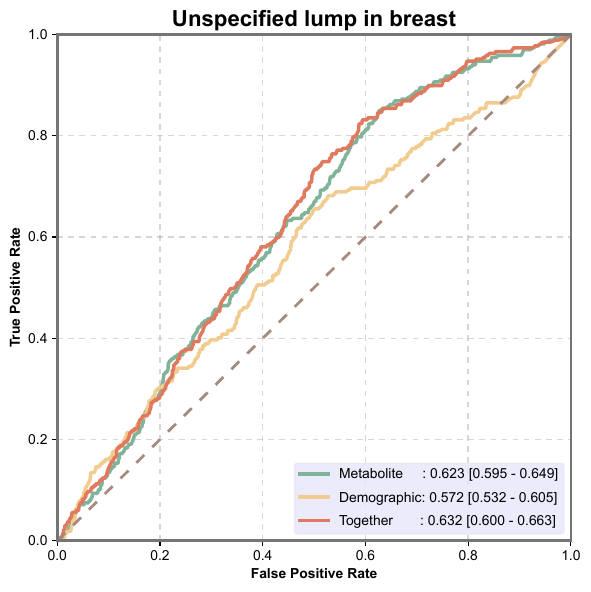 Unspecified lump in breast
True Positive Rate
1.0
0.8
0.6
0.4
0.2
0.0
Metabolite : 0.623 [0.595 - 0.649]
Demographic: 0.572 [0.532 - 0.605]
Together : 0.632 [0.600 - 0.663]
0.0 0.2 0.4 0.6 0.8 1.0
False Positive Rate